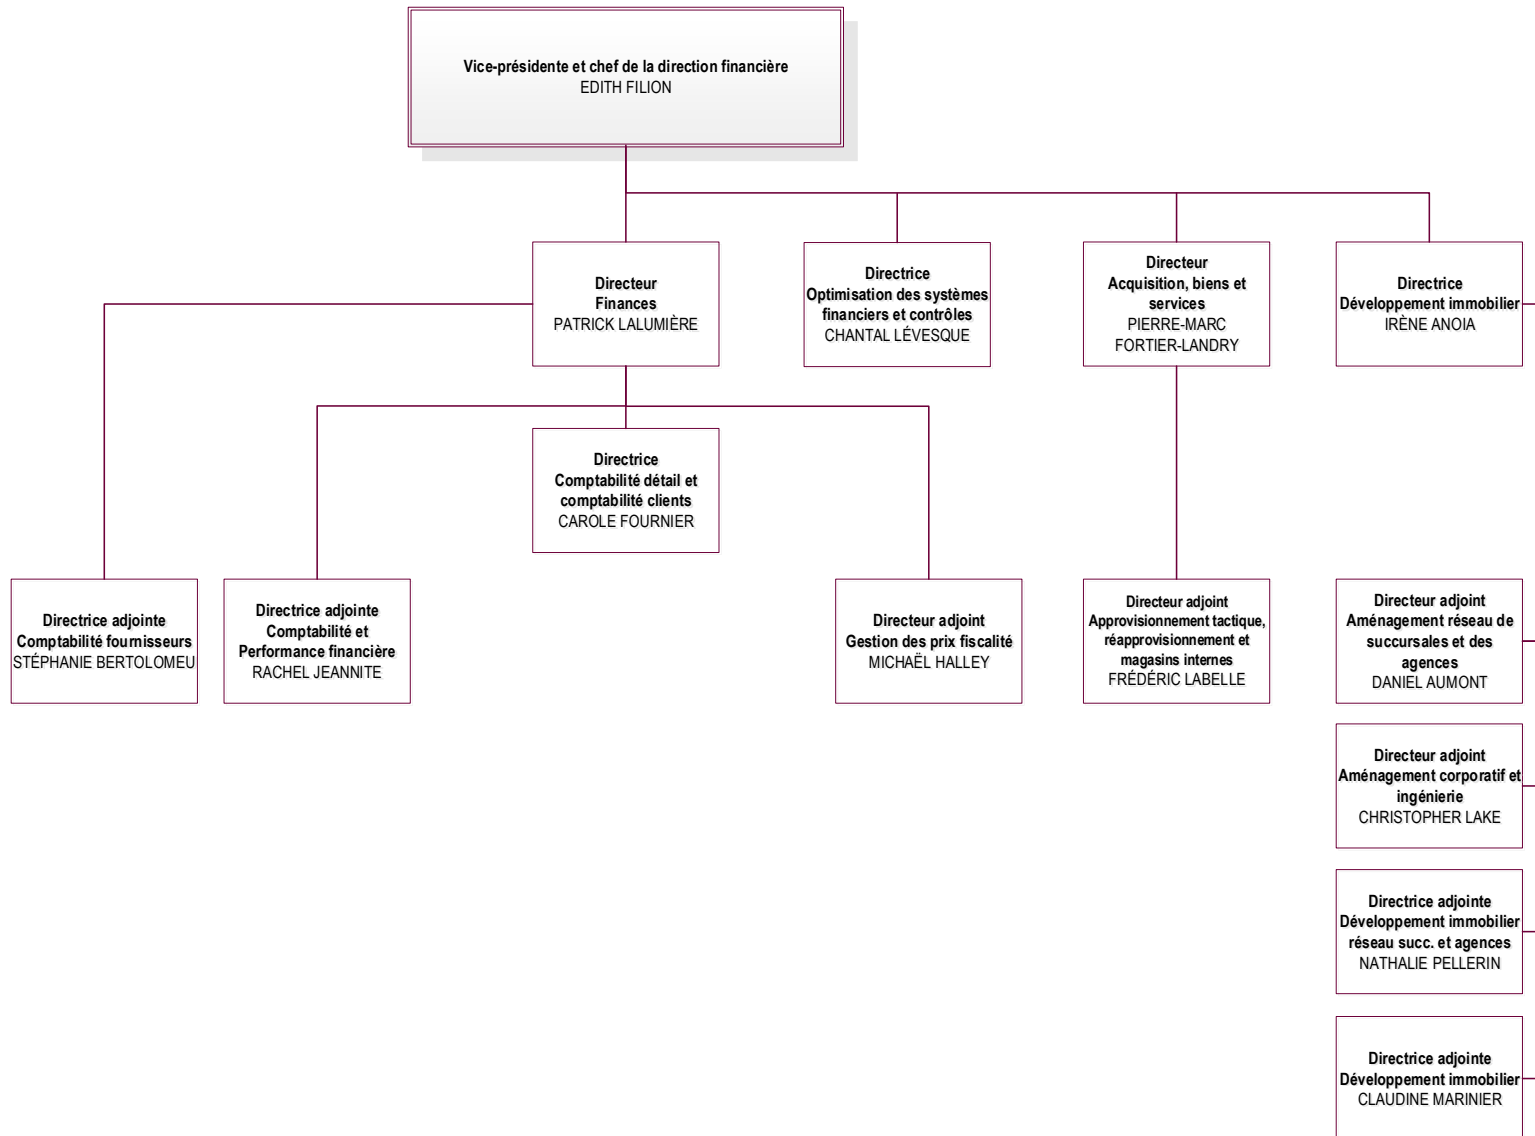 Vice-présidente et chef de la direction financière
EDITH FILION
Directeur
Finances
PATRICK LALUMIÈRE
Directrice
Optimisation des systèmes
financiers et contrôles
CHANTAL LÉVESQUE
Directeur
Acquisition, biens et
services
PIERRE-MARC
FORTIER-LANDRY
Directrice
Développement immobilier
IRÈNE ANOIA
Directrice
Comptabilité détail et
comptabilité clients
CAROLE FOURNIER
Directrice adjointe
Comptabilité fournisseurs
STÉPHANIE BERTOLOMEU
Directrice adjointe
Comptabilité et
Performance financière
RACHEL JEANNITE
Directeur adjoint
Gestion des prix fiscalité
MICHAËL HALLEY
Directeur adjoint
Approvisionnement tactique,
réapprovisionnement et
magasins internes
FRÉDÉRIC LABELLE
Directeur adjoint
Aménagement réseau de
succursales et des
agences
DANIEL AUMONT
Directeur adjoint
Aménagement corporatif et
ingénierie
CHRISTOPHER LAKE
Directrice adjointe
Développement immobilier
réseau succ. et agences
NATHALIE PELLERIN
Directrice adjointe
Développement immobilier
CLAUDINE MARINIER